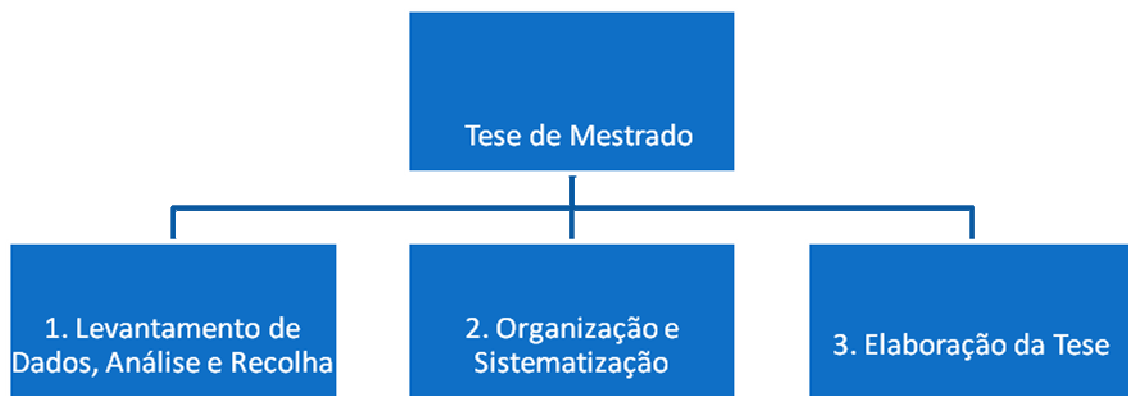 Tese de Mestrado
1. Levantamento de
Dados, Análise e Recolha
2. Organização e
Sistematização
3. Elaboração da Tese